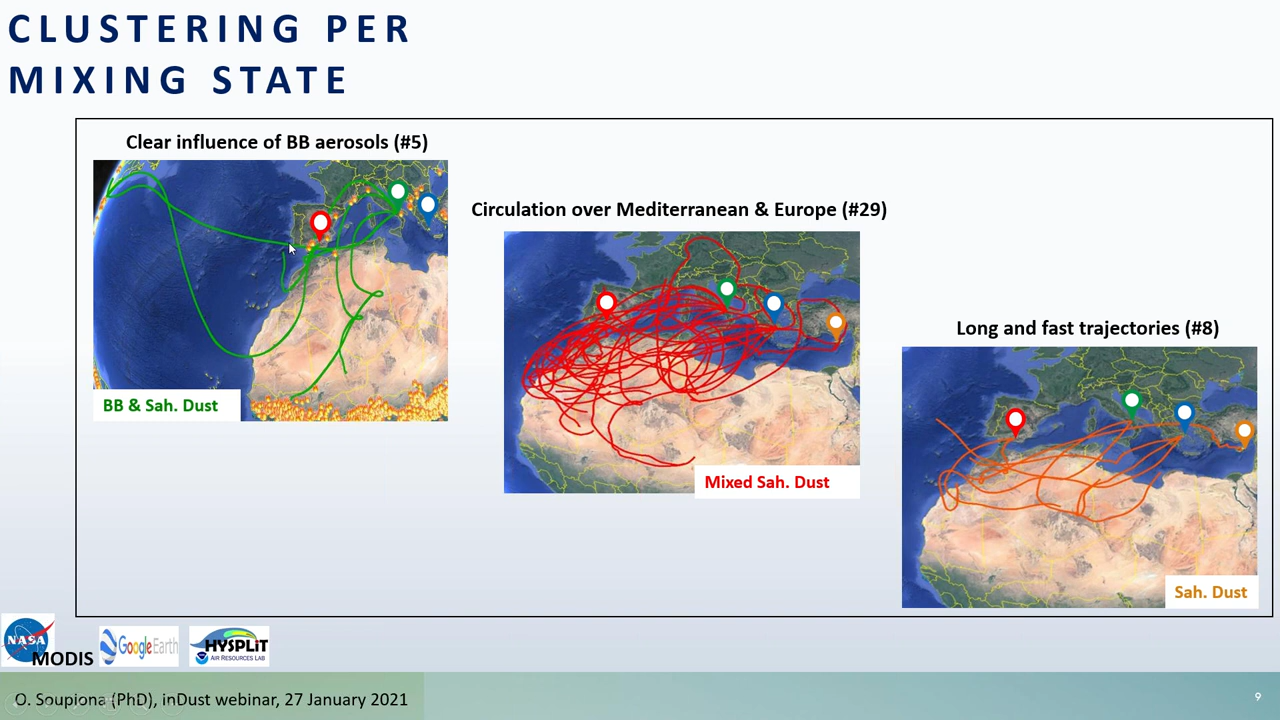 CLUSTERING PER
MIXING STATE
Clear influence of BB aerosols (#5)
BB & Sah. Dust
Circulation over Mediterranean & Europe (#29)
Mixed Sah. Dust
Long and fast trajectories (#8)
Sah. Dust
NASA
MODIS
Google Earth
HYSPLIT
AIR RESOURCES LAB
O. Soupiona (PhD), inDust webinar, 27 January 2021
9